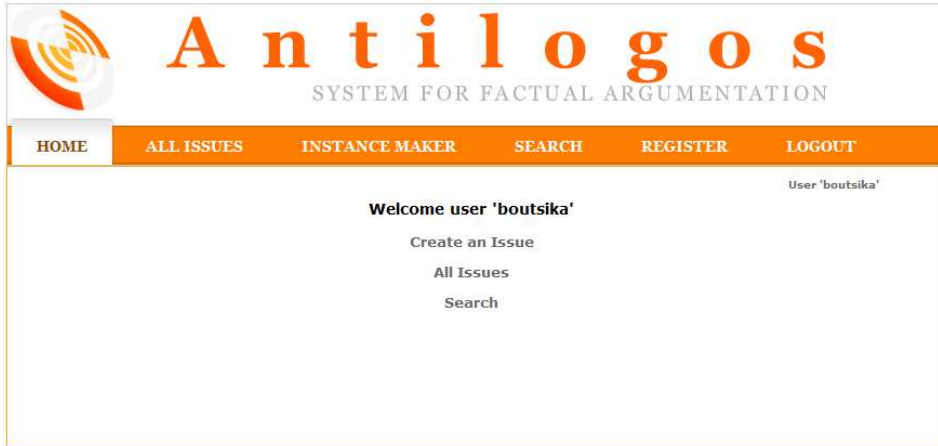 Antilogos
SYSTEM FOR FACTUAL ARGUMENTATION
HOME ALL ISSUES INSTANCE MAKER SEARCH REGISTER LOGOUT
User 'boutsika'
Welcome user 'boutsika'
Create an Issue
All Issues
Search